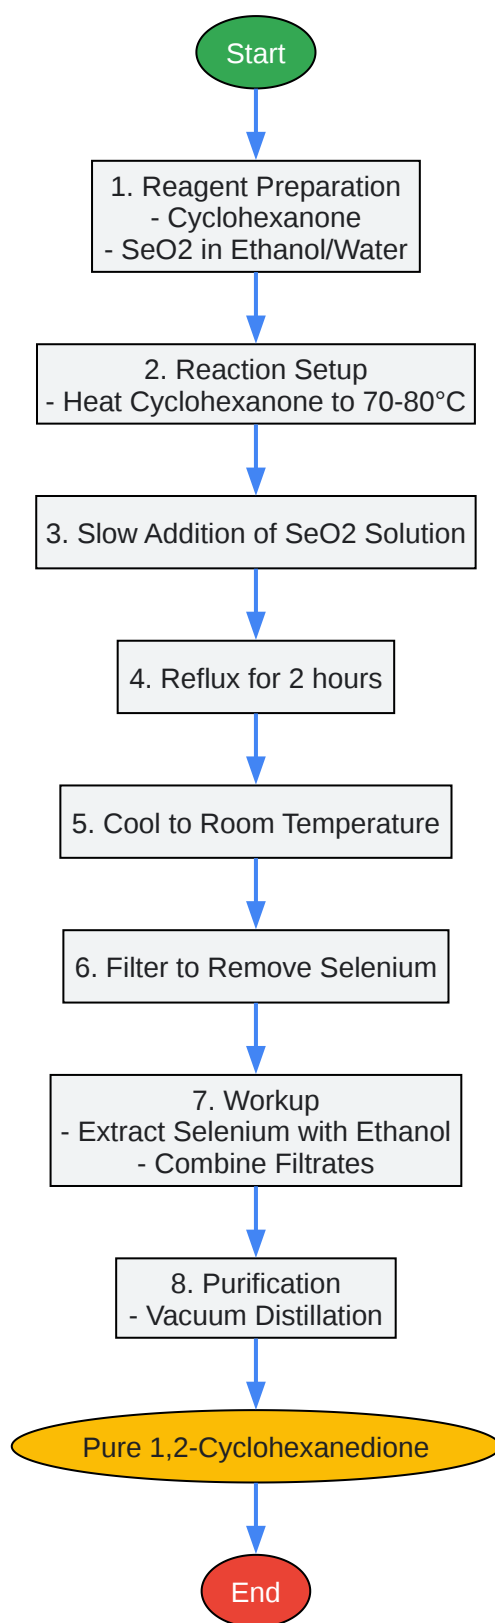 Start
1. Reagent Preparation
- Cyclohexanone
- SeO2 in Ethanol/Water
2. Reaction Setup
- Heat Cyclohexanone to 70-80°C
3. Slow Addition of SeO2 Solution
4. Reflux for 2 hours
5. Cool to Room Temperature
6. Filter to Remove Selenium
7. Workup
- Extract Selenium with Ethanol
- Combine Filtrates
8. Purification
- Vacuum Distillation
Pure 1,2-Cyclohexanedione
End